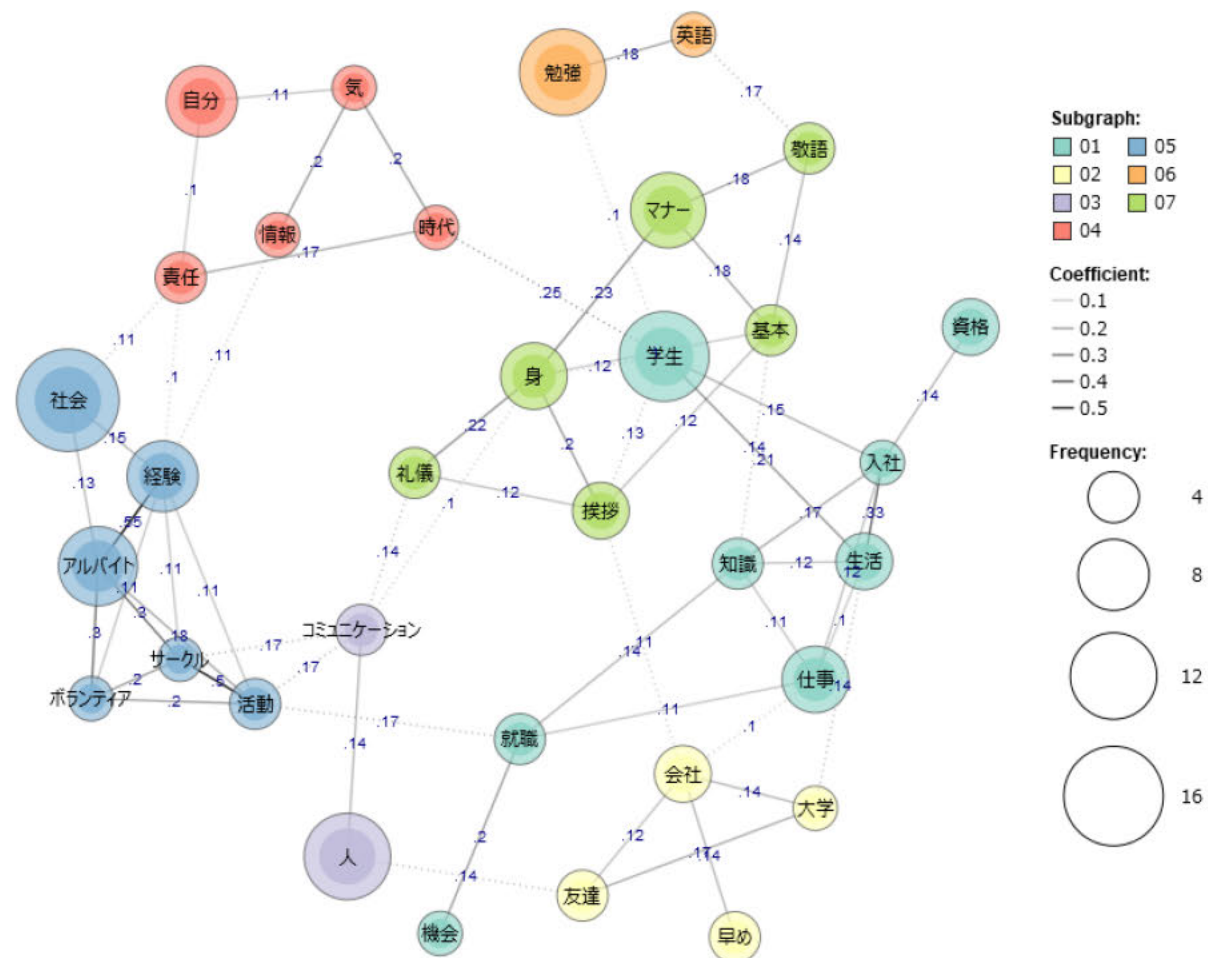 英語
.18
勉強
.17
自分
.11
気
敬語
.2
.2
.18
.1
.1
マナー
.14
情報
時代
.17
責任
.18
.25
.23
資格
基本
学生
.11
.11
.12
身
.1
.14
社会
.15
.12
.15
.22
.13
.14
.2
.21
入社
経験
礼儀
.13
.12
.1
挨拶
.17
.33
.55
アルバイト
知識
.12
生活
.12
.11
.14
.11
.11
.3
.11
.1
.3
コミュニケーション
.18
.17
.11
.14
サークル
.17
.2
.5
仕事
.14
ボランティア
.2
活動
.11
.17
.1
就職
.14
会社
.14
大学
.2
.12
.17
.14
人
.14
友達
機会
早め
Subgraph:
01 05
02 06
03 07
04
Coefficient:
0.1
0.2
0.3
0.4
0.5
Frequency:
4
8
12
16